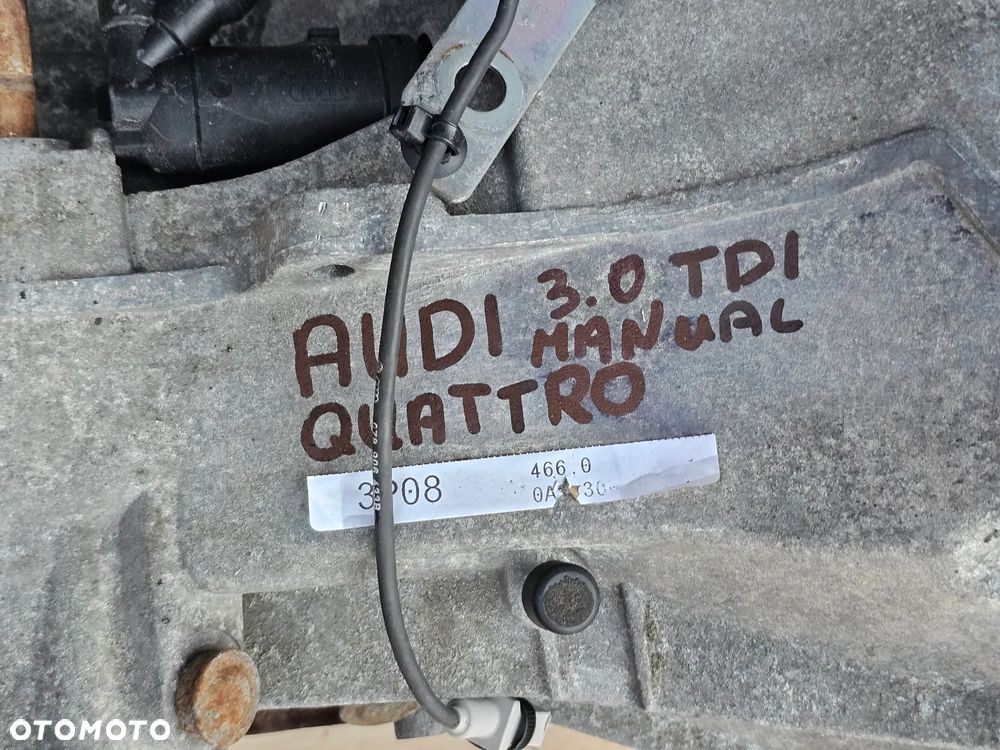 AUDI 3.0 TDI
MANUAL
QUATTRO
466.0
OTOMOTO